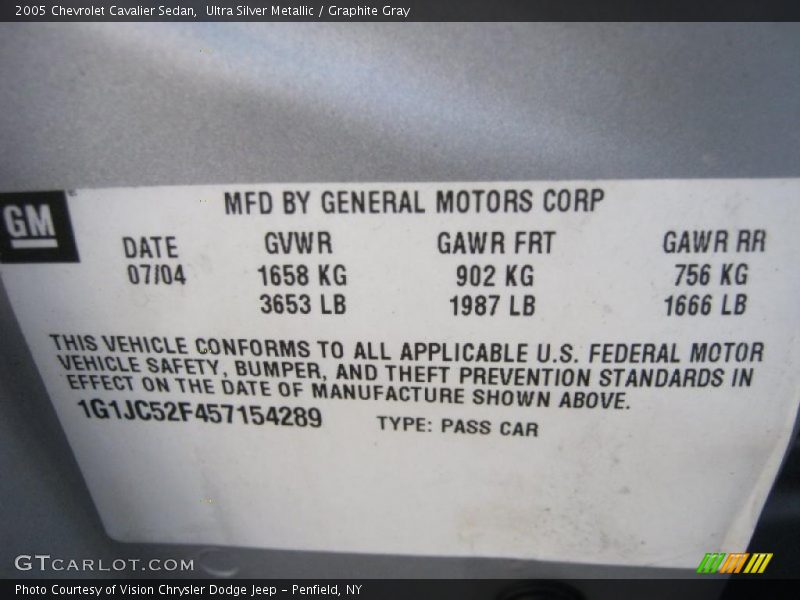 2005 Chevrolet Cavalier Sedan,  Ultra Silver Metallic / Graphite Gray
GM
MFD BY GENERAL MOTORS CORP
DATE GVWR GAWR FRT GAWR RR
07/04 1658 KG 902 KG 756 KG
3653 LB 1987 LB 1666 LB
THIS VEHICLE CONFORMS TO ALL APPLICABLE U.S. FEDERAL MOTOR
VEHICLE SAFETY, BUMPER, AND THEFT PREVENTION STANDARDS IN
EFFECT ON THE DATE OF MANUFACTURE SHOWN ABOVE.
1G1JC52F457154289 TYPE: PASS CAR
GTCARLOT.COM
Photo Courtesy of Vision Chrysler Dodge Jeep – Penfield, NY